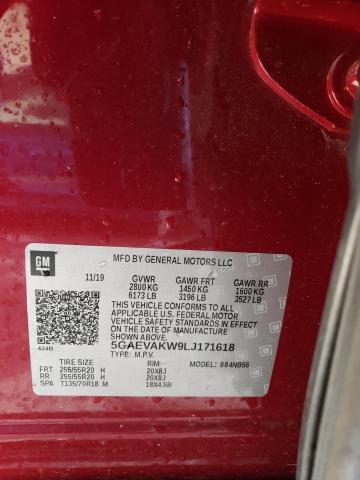 GM
MFD BY GENERAL MOTORS LLC
11/19
GVWR GAWR FRT GAWR RR
2800 KG 1450 KG 1600 KG
6173 LB 3196 LB 3527 LB
THIS VEHICLE CONFORMS TO ALL
APPLICABLE U.S. FEDERAL MOTOR
VEHICLE SAFETY STANDARDS IN
EFFECT ON THE DATE OF MANUFACTURE
SHOWN ABOVE.
434B
5GAEVAKW9LJ171618
TYPE: M.P.V. MODEL: 984NB56
TIRE SIZE RIM
FRT 255/55R20 H 20X8J
RR 255/55R20 H 20X8J
SPA T135/70R18 M 18X4.5B